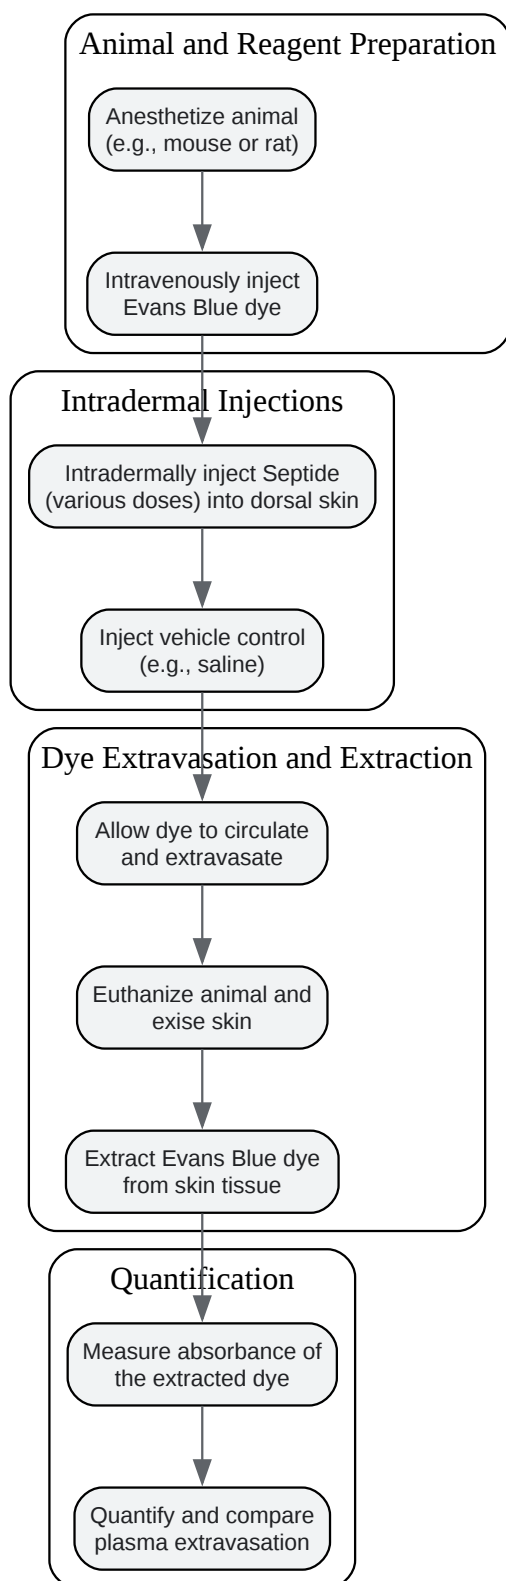 Animal and Reagent Preparation
Anesthetize animal
(e.g., mouse or rat)
Intravenously inject
Evans Blue dye
Intradermal Injections
Intradermally inject Septide
(various doses) into dorsal skin
Inject vehicle control
(e.g., saline)
Dye Extravasation and Extraction
Allow dye to circulate
and extravasate
Euthanize animal and
exise skin
Extract Evans Blue dye
from skin tissue
Quantification
Measure absorbance of
the extracted dye
Quantify and compare
plasma extravasation